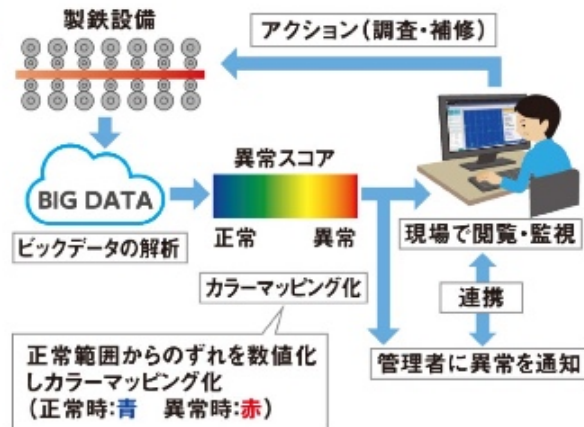 製鉄設備
アクション(調査・補修)
BIG DATA
ビックデータの解析
異常スコア
正常 異常
カラーマッピング化
現場で閲覧・監視
連携
管理者に異常を通知
正常範囲からのずれを数値化
しカラーマッピング化
(正常時:青 異常時:赤)